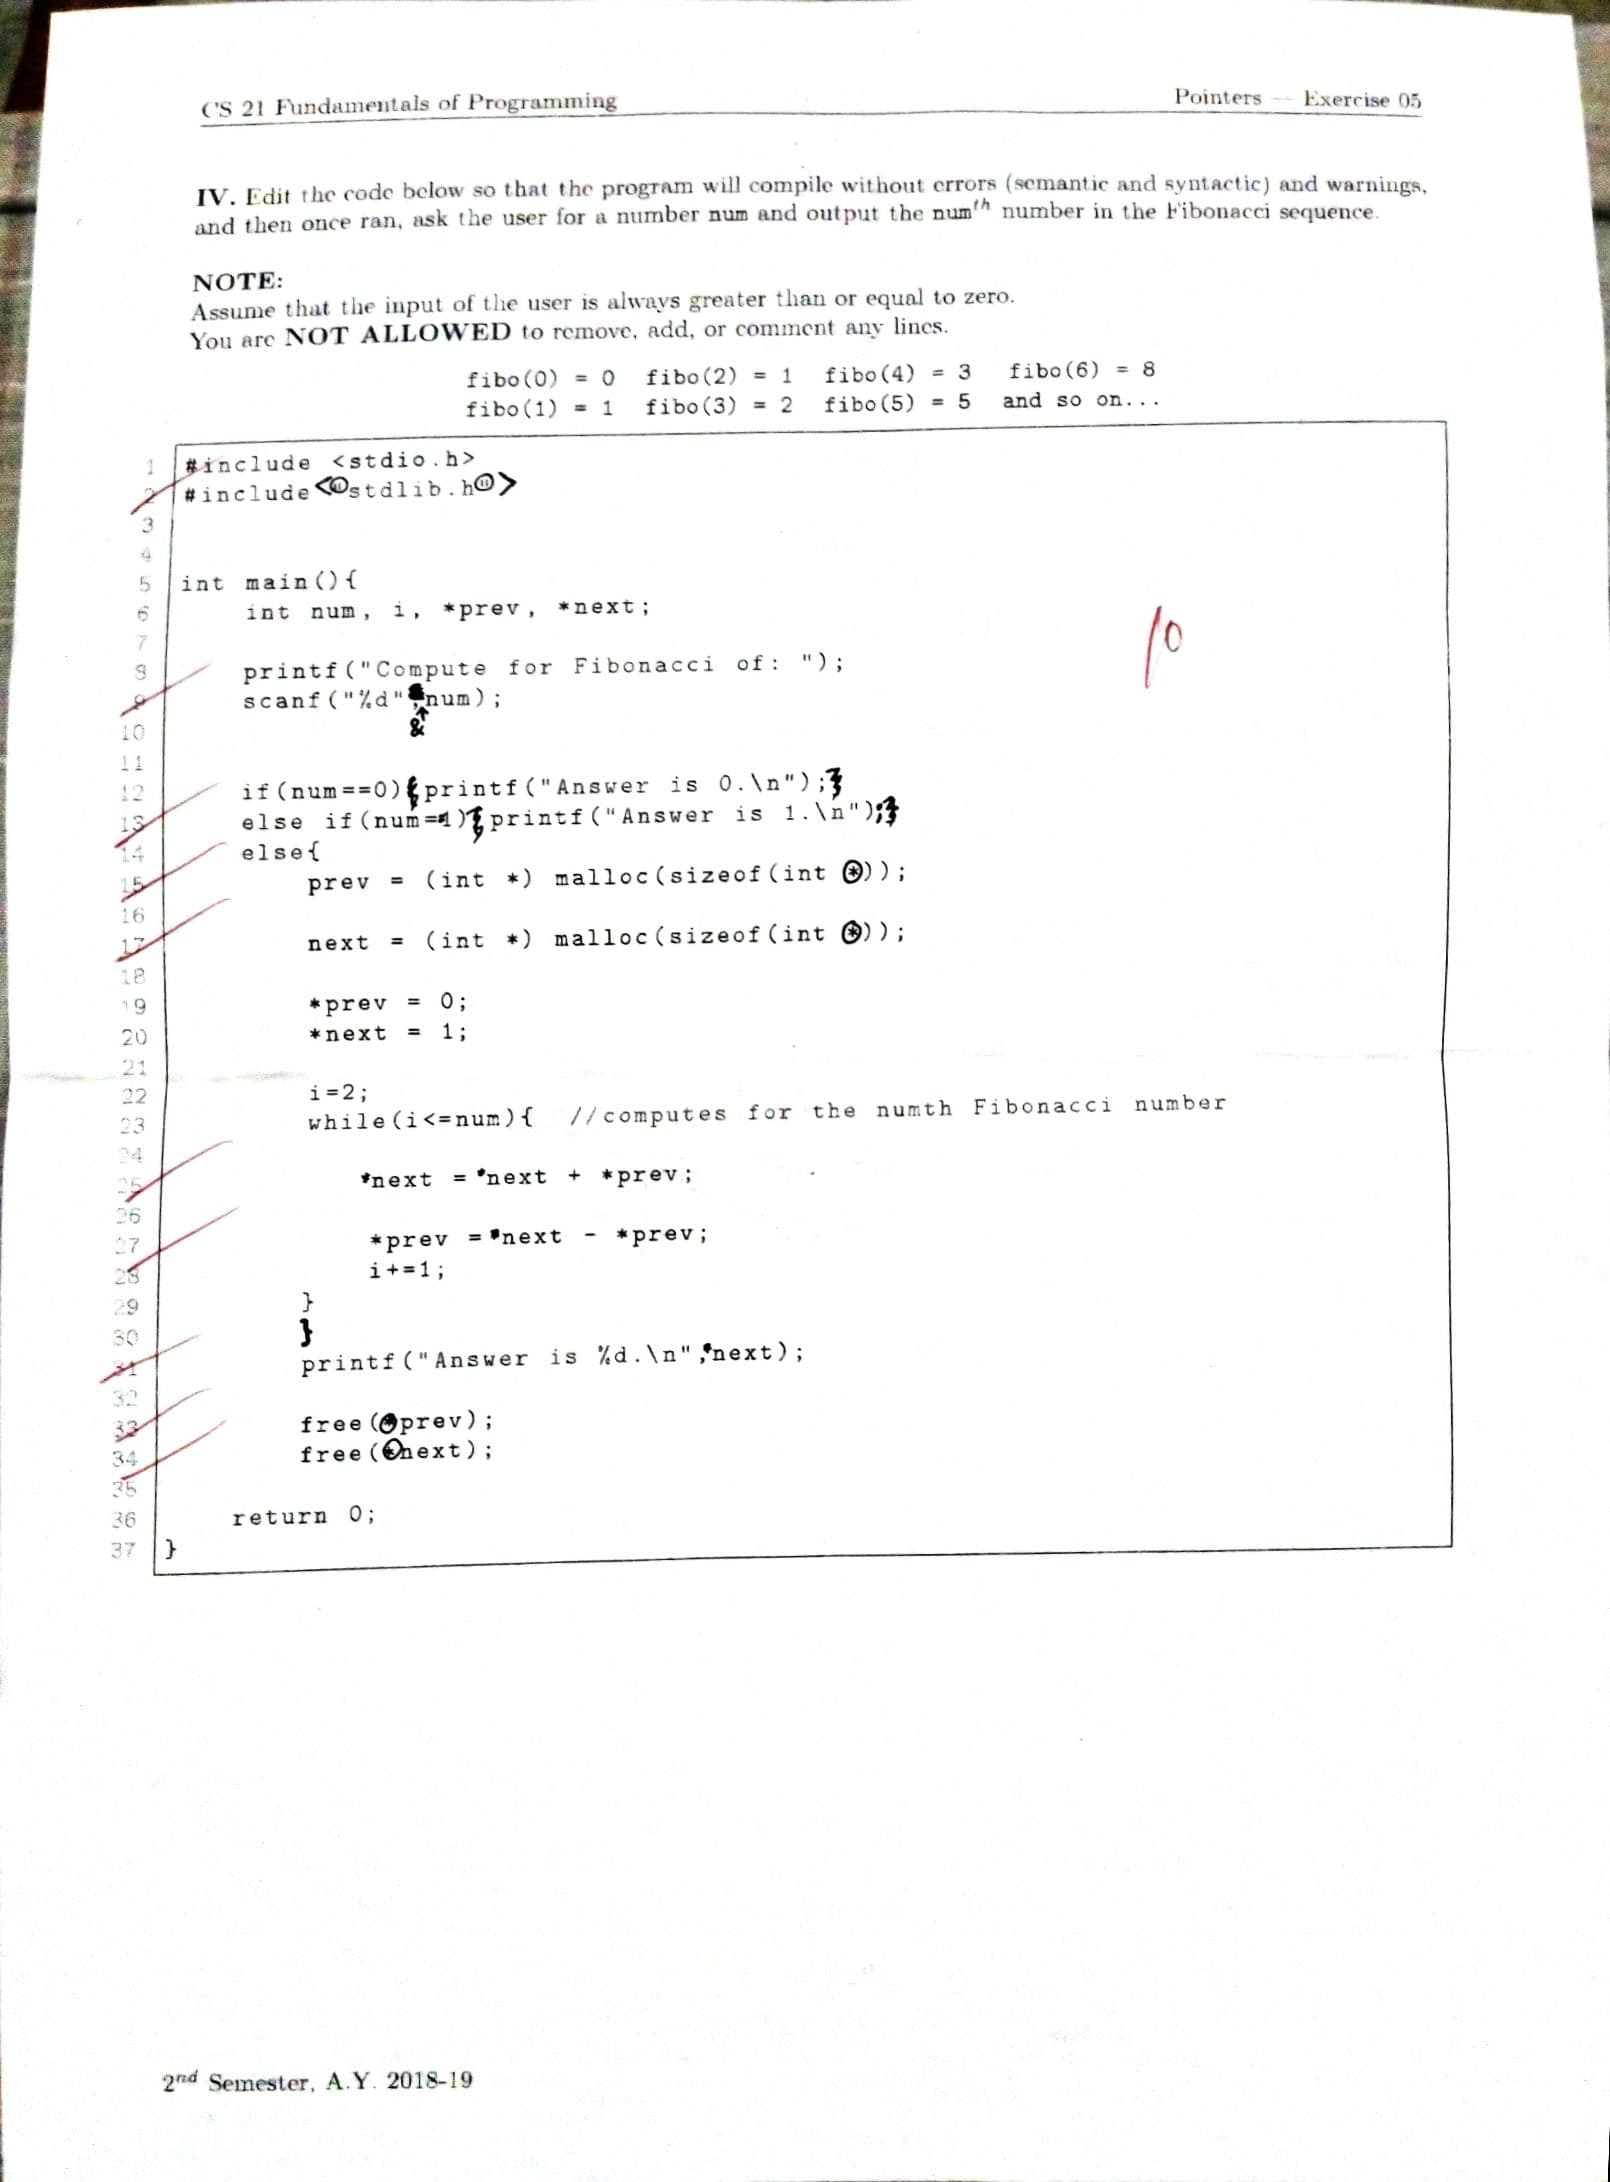 CS 21 Fundamentals of Programming Pointers — Exercise 05
IV. Edit the code below so that the program will compile without errors (semantic and syntactic) and warnings,
and then once ran, ask the user for a number num and output the num^th number in the Fibonacci sequence.
NOTE:
Assume that the input of the user is always greater than or equal to zero.
You are NOT ALLOWED to remove, add, or comment any lines.
fibo(0) = 0 fibo(2) = 1 fibo(4) = 3 fibo(6) = 8
fibo(1) = 1 fibo(3) = 2 fibo(5) = 5 and so on...
1 #include <stdio.h>
2 #include<"stdlib.h">
3
4
5 int main(){
6 int num, i, *prev, *next;
7
8 printf("Compute for Fibonacci of: ");
9 scanf("%d",num);
10 &
11
12 if(num==0){printf("Answer is 0.\n");}
13 else if(num==1){printf("Answer is 1.\n");}
14 else{
15 prev = (int *) malloc(sizeof(int *));
16
17 next = (int *) malloc(sizeof(int *));
18
19 *prev = 0;
20 *next = 1;
21
22 i=2;
23 while(i<=num){ //computes for the numth Fibonacci number
24
25 *next = *next + *prev;
26
27 *prev = *next - *prev;
28 i+=1;
29 }
30 }
31 printf("Answer is %d.\n",*next);
32
33 free(*prev);
34 free(*next);
35
36 return 0;
37 }
10
2nd Semester, A.Y. 2018-19